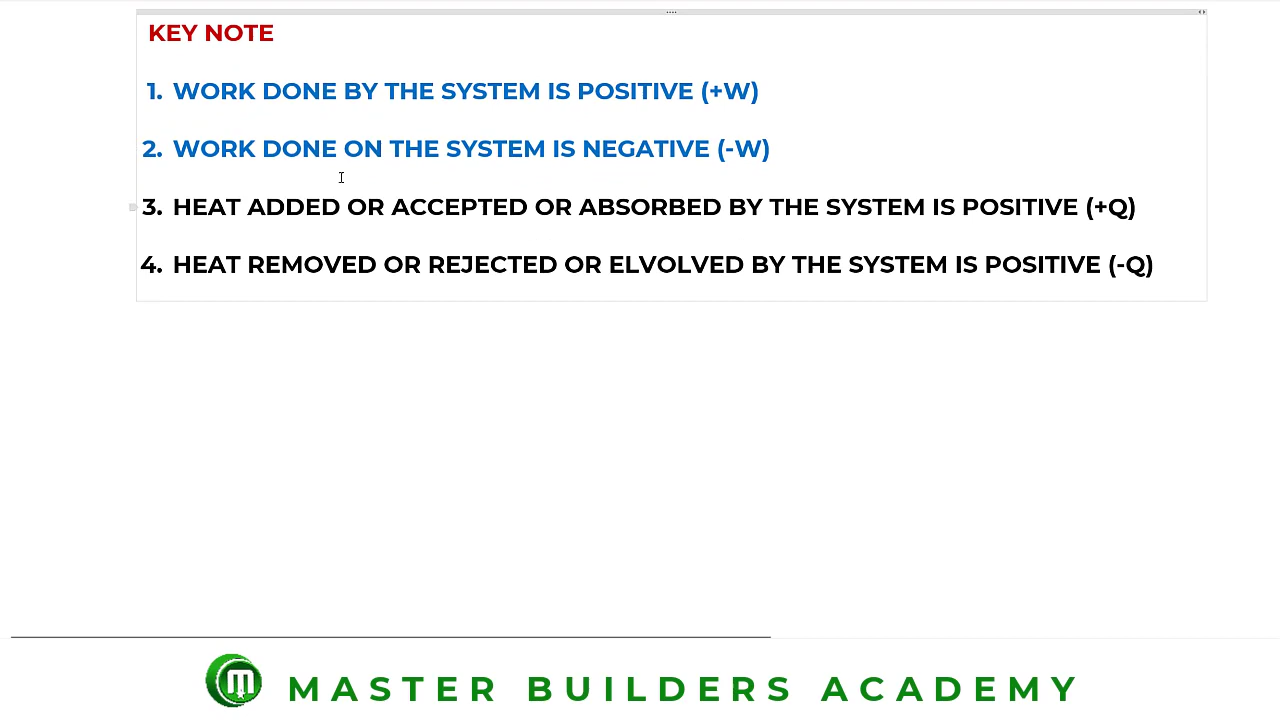 KEY NOTE
1. WORK DONE BY THE SYSTEM IS POSITIVE (+W)
2. WORK DONE ON THE SYSTEM IS NEGATIVE (-W)
3. HEAT ADDED OR ACCEPTED OR ABSORBED BY THE SYSTEM IS POSITIVE (+Q)
4. HEAT REMOVED OR REJECTED OR ELVOLVED BY THE SYSTEM IS POSITIVE (-Q)
MASTER BUILDERS ACADEMY